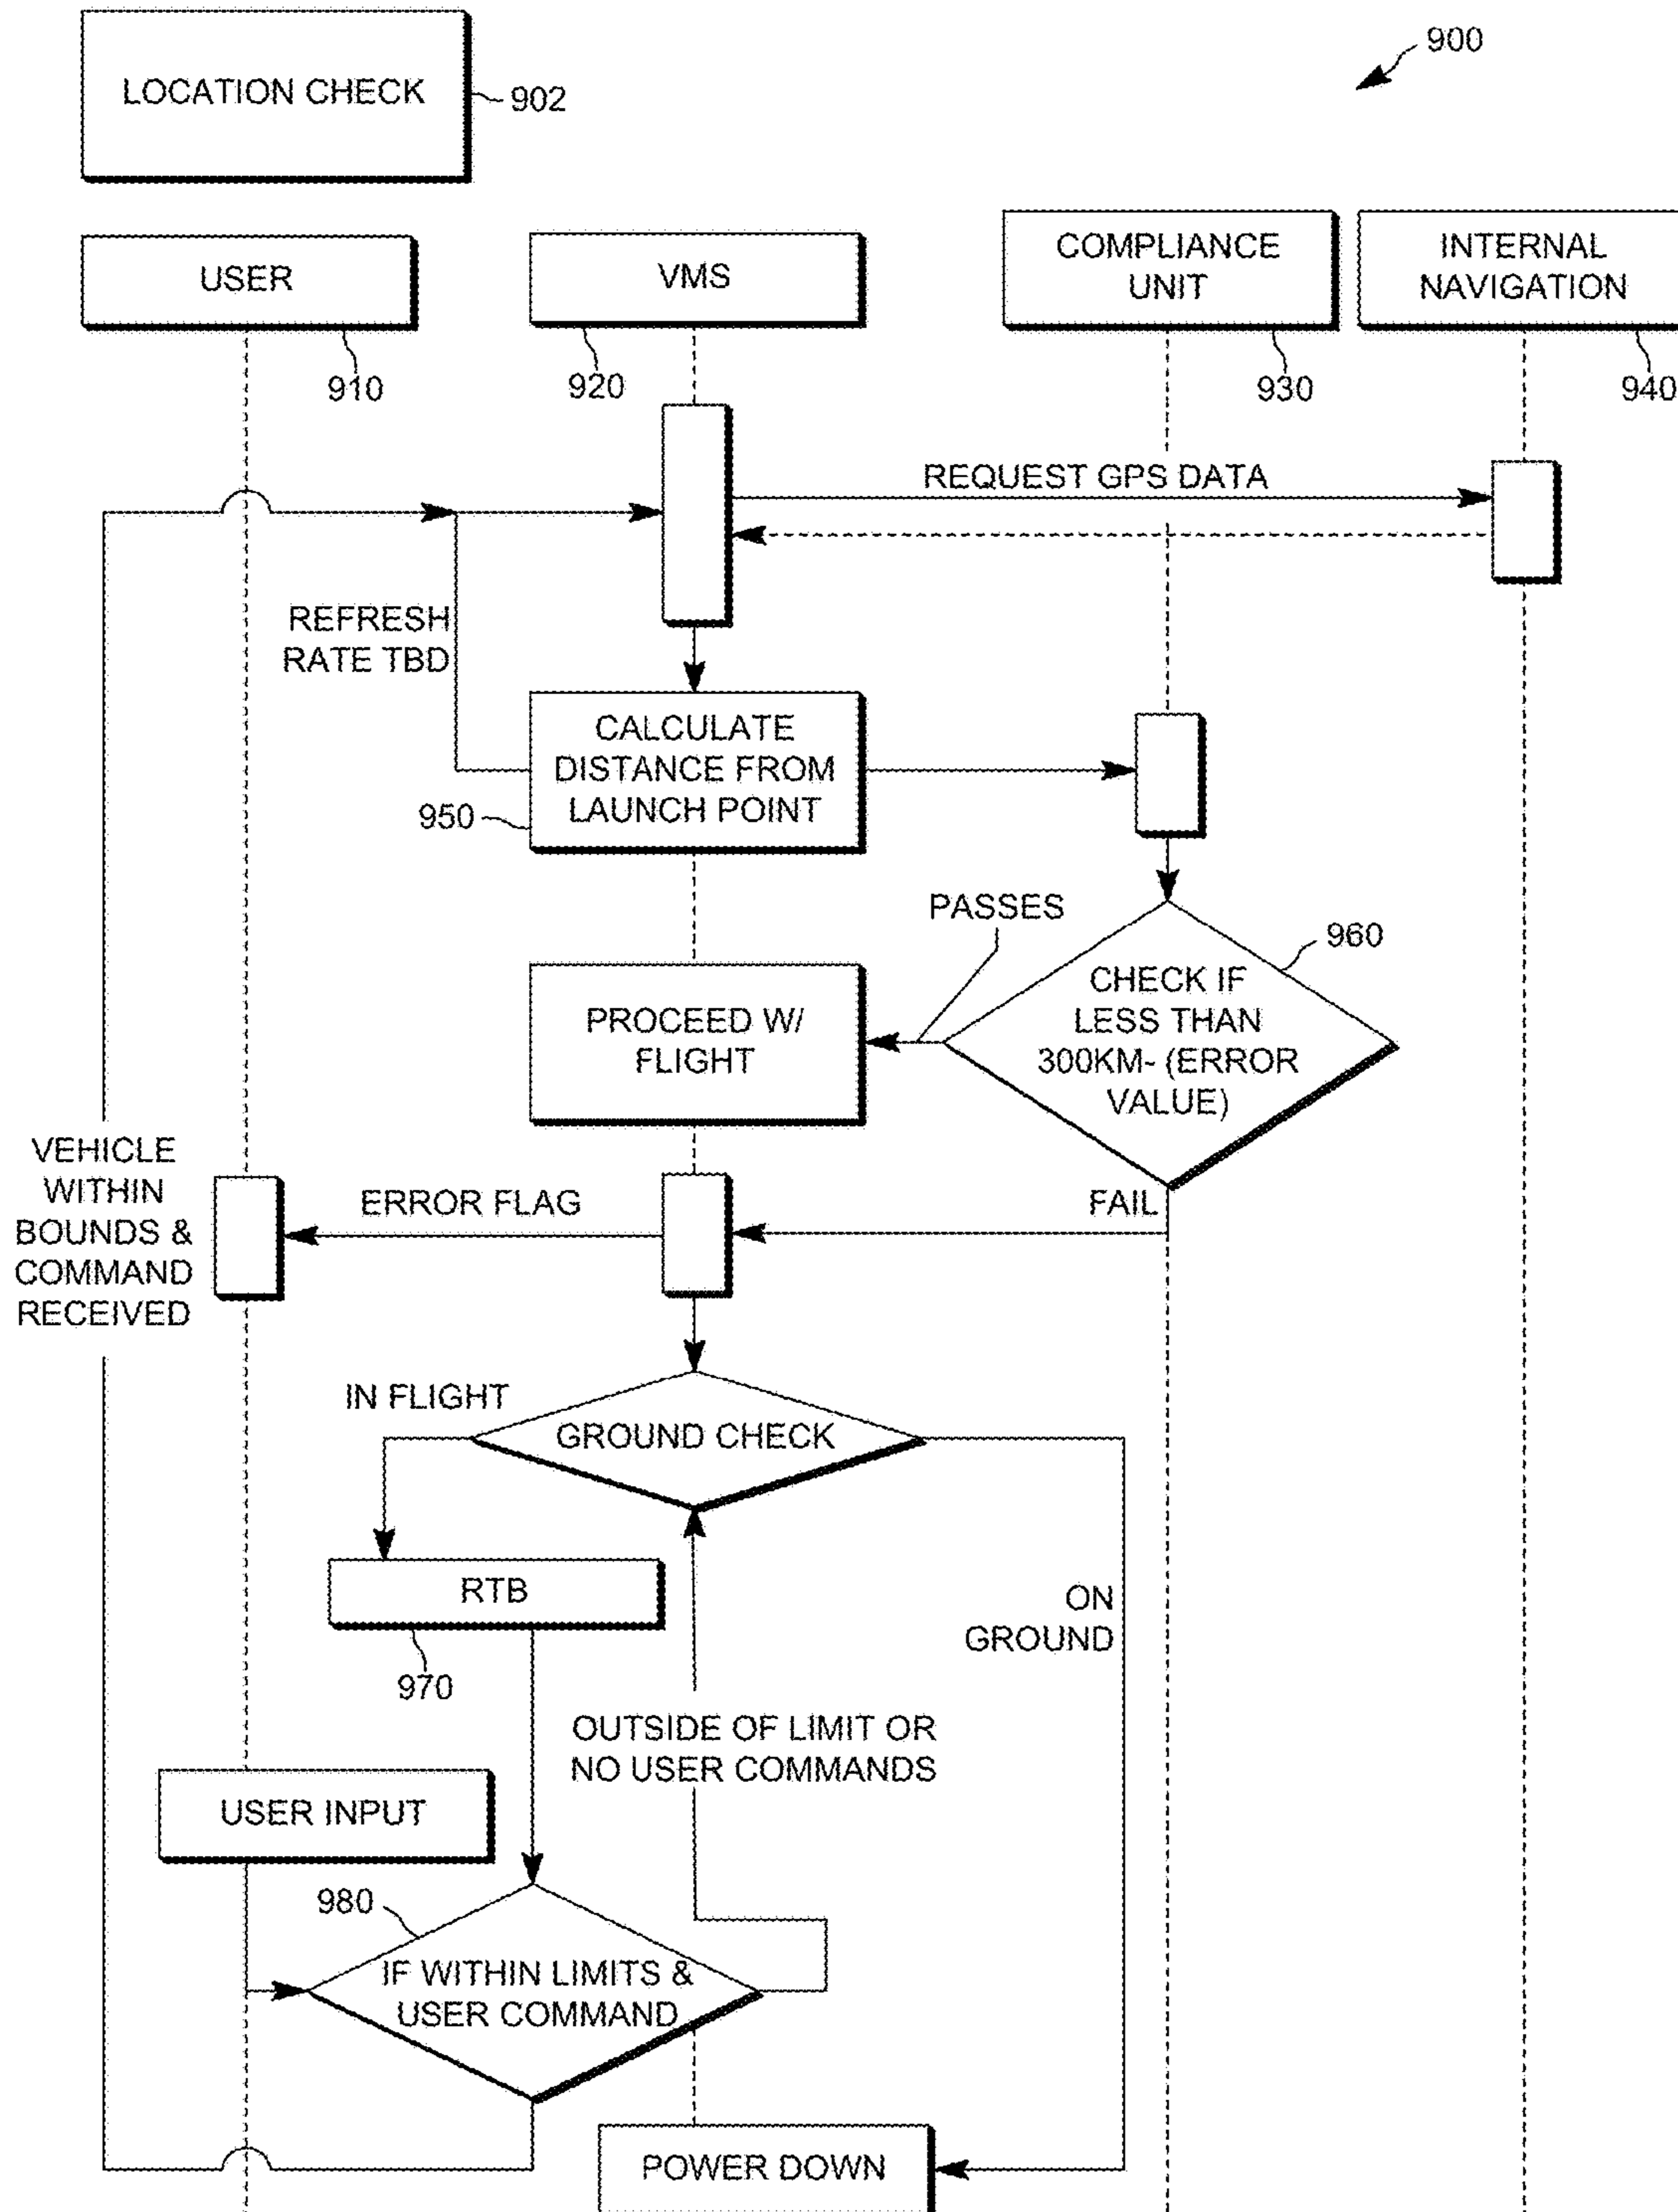 LOCATION CHECK
902
900
USER
910
VMS
920
COMPLIANCE
UNIT
930
INTERNAL
NAVIGATION
940
REQUEST GPS DATA
REFRESH
RATE TBD
CALCULATE
DISTANCE FROM
LAUNCH POINT
950
PASSES
960
CHECK IF
LESS THAN
300KM- (ERROR
VALUE)
PROCEED W/
FLIGHT
VEHICLE
WITHIN
BOUNDS &
COMMAND
RECEIVED
ERROR FLAG
FAIL
IN FLIGHT
GROUND CHECK
RTB
970
ON
GROUND
OUTSIDE OF LIMIT OR
NO USER COMMANDS
USER INPUT
980
IF WITHIN LIMITS &
USER COMMAND
POWER DOWN